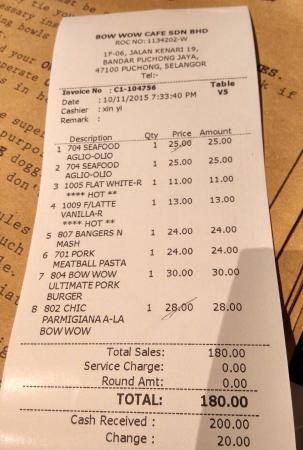 BOW WOW CAFE SDN BHD
ROC NO: 1134202-W
1F-06, JALAN KENARI 19,
BANDAR PUCHONG JAYA,
47100 PUCHONG, SELANGOR
Tel:-
Invoice No : C1-104756 Table
Date : 10/11/2015 7:33:40 PM V5
Cashier : xin yi
Remark :
Description Qty Price Amount
1 704 SEAFOOD 1 25.00 25.00
AGLIO-OLIO
2 704 SEAFOOD 1 25.00 25.00
AGLIO-OLIO
3 1005 FLAT WHITE-R 1 11.00 11.00
**** HOT **
4 1009 F/LATTE 1 13.00 13.00
VANILLA-R
**** HOT **
5 807 BANGERS N 1 24.00 24.00
MASH
6 701 PORK 1 24.00 24.00
MEATBALL PASTA
7 804 BOW WOW 1 30.00 30.00
ULTIMATE PORK
BURGER
8 802 CHIC 1 28.00 28.00
PARMIGIANA A-LA
BOW WOW
Total Sales: 180.00
Service Charge: 0.00
Round Amt: 0.00
TOTAL: 180.00
Cash Received : 200.00
Change : 20.00